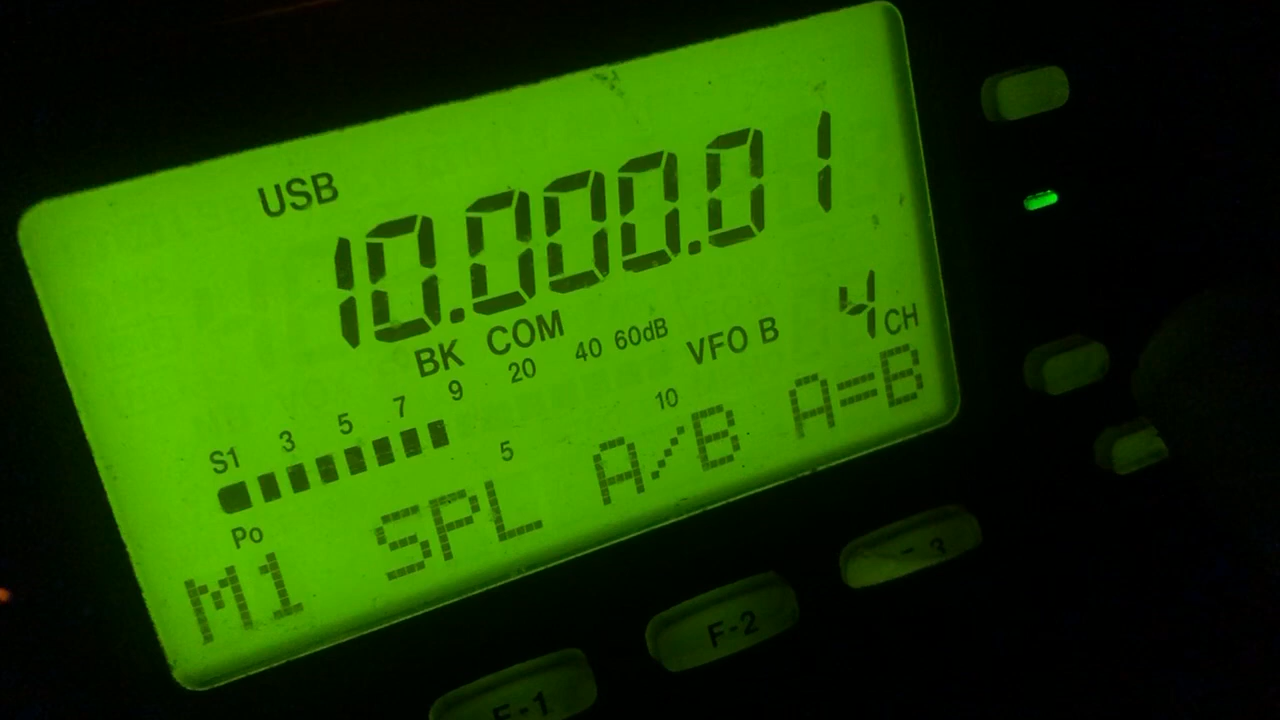 USB
10.000.01
BK COM
4 CH
S1 3 5 7 9 20 40 60dB VFO B
Po 5 10
M1 SPL A/B A=B
F-1 F-2 - 3